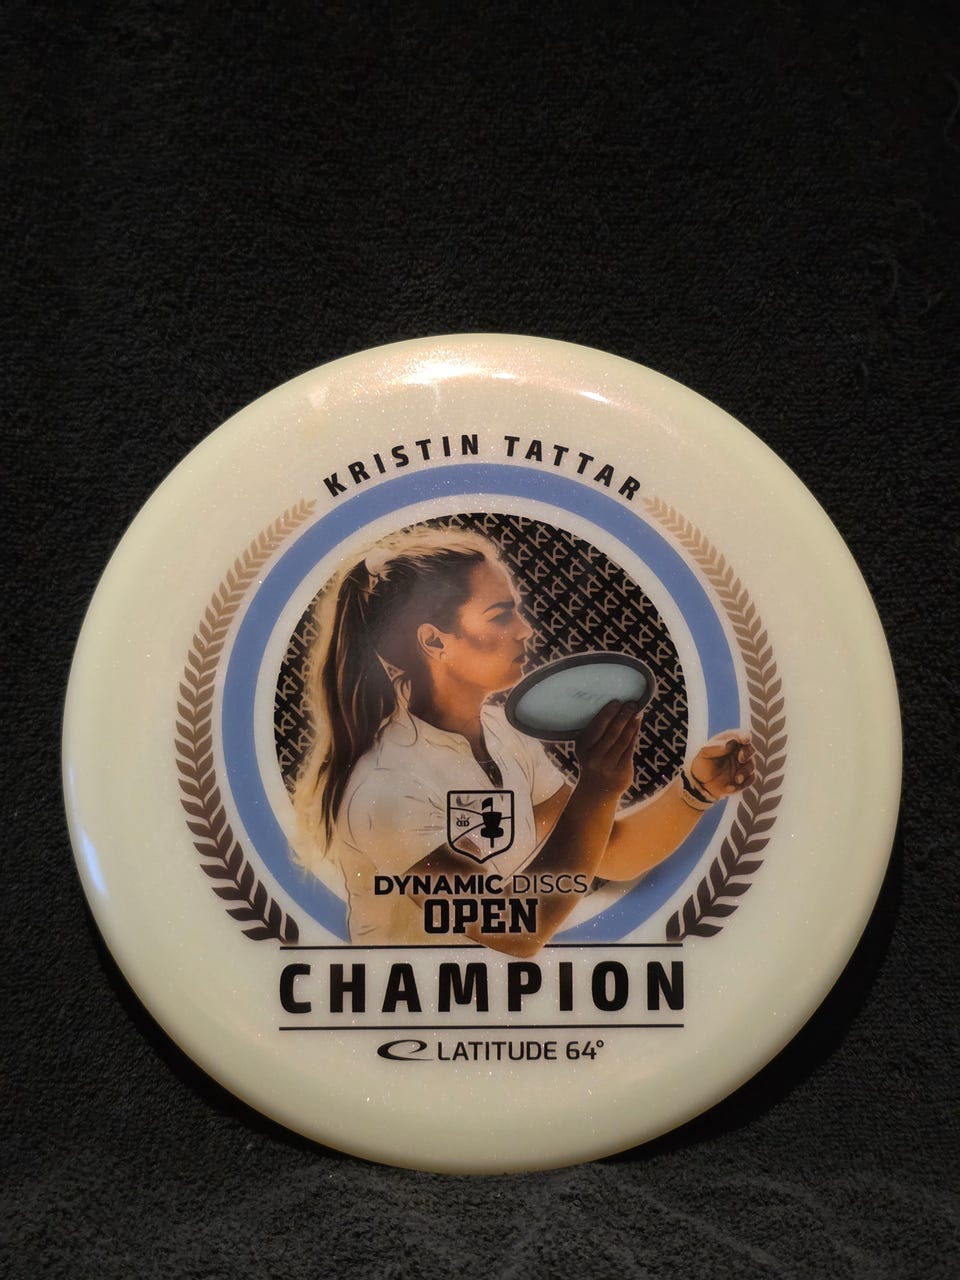 KRISTIN TATTAR
DYNAMIC DISCS
OPEN
CHAMPION
LATITUDE 64°